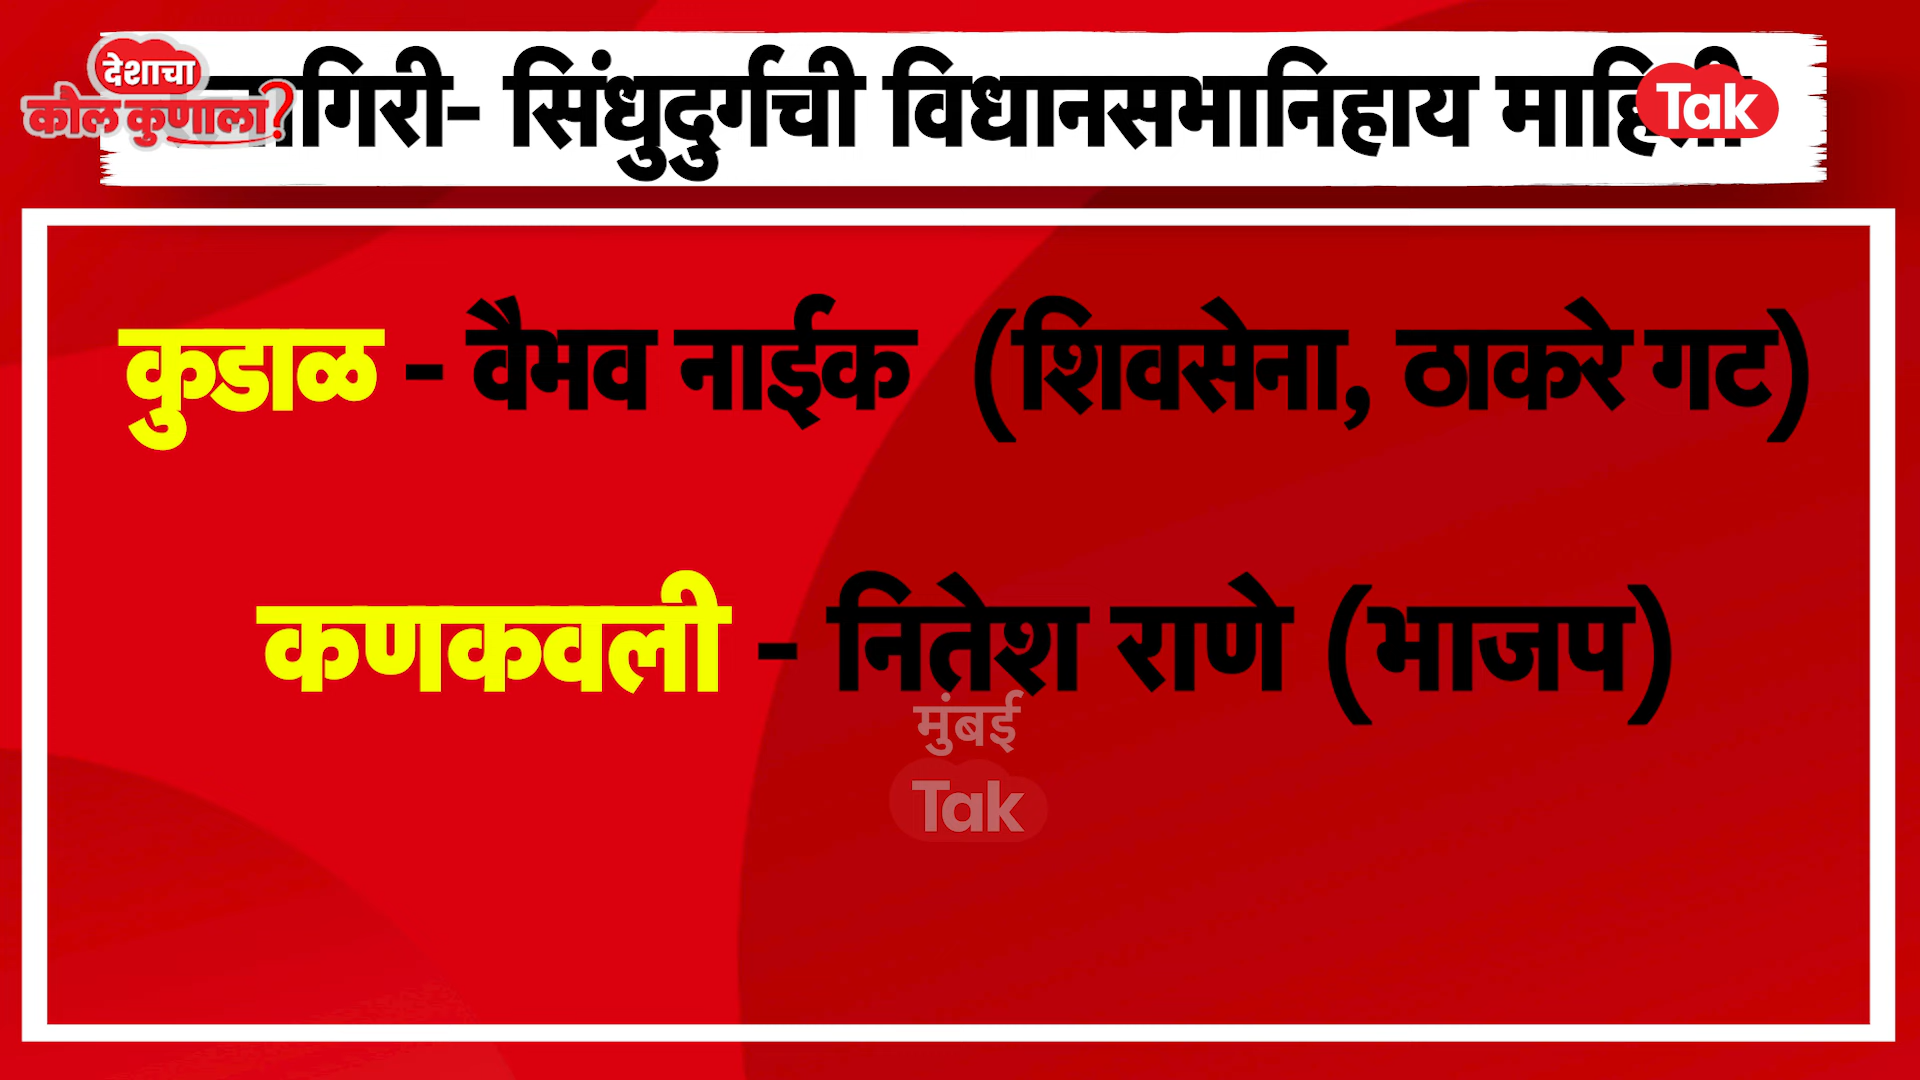 देशाचा
कौल कुणाला?
गिरी- सिंधुदुर्गची विधानसभानिहाय
Tak
कुडाळ - वैभव नाईक (शिवसेना, ठाकरे गट)
कणकवली - नितेश राणे (भाजप)
मुंबई
Tak